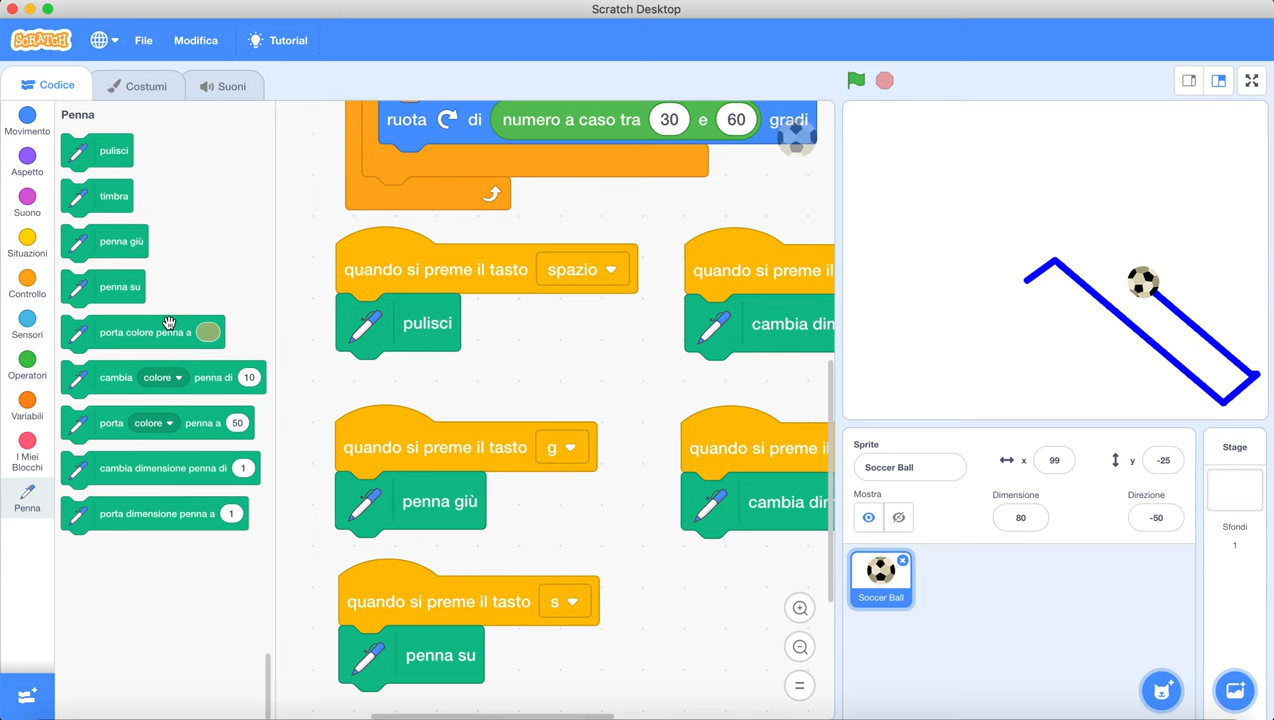 Scratch Desktop
SCRATCH File Modifica Tutorial
Codice Costumi Suoni
Movimento
Aspetto
Suono
Situazioni
Controllo
Sensori
Operatori
Variabili
I Miei
Blocchi
Penna
Penna
pulisci
timbra
penna giù
penna su
porta colore penna a
cambia colore penna di 10
porta colore penna a 50
cambia dimensione penna di 1
porta dimensione penna a 1
ruota di numero a caso tra 30 e 60 gradi
quando si preme il tasto spazio
pulisci
quando si preme il tasto g
penna giù
quando si preme il tasto s
penna su
quando si preme il
cambia dim
quando si preme il
cambia dim
Sprite
Soccer Ball
x 99 y -25
Mostra
Dimensione
80
Direzione
-50
Soccer Ball
Stage
Sfondi
1